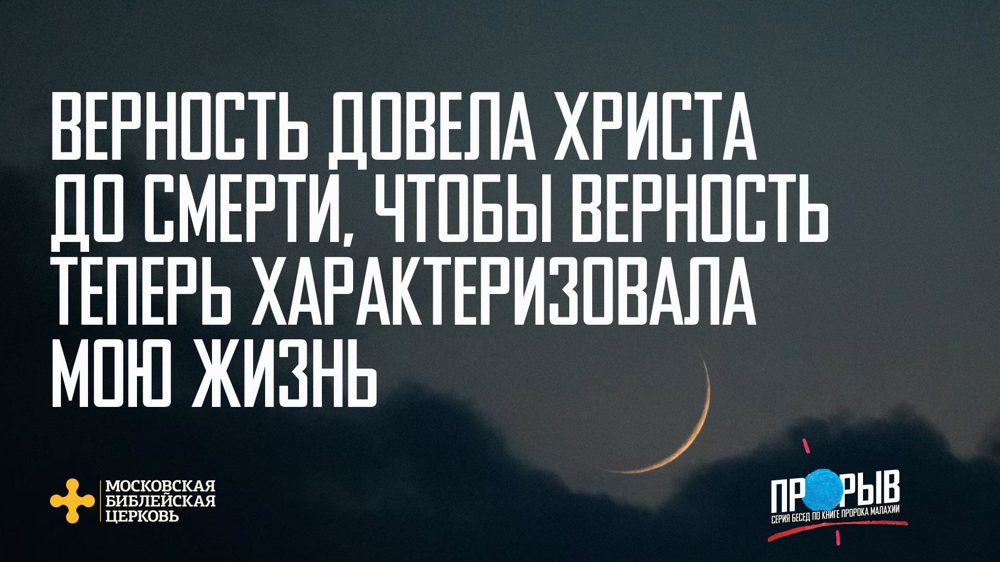 ВЕРНОСТЬ ДОВЕЛА ХРИСТА
ДО СМЕРТИ, ЧТОБЫ ВЕРНОСТЬ
ТЕПЕРЬ ХАРАКТЕРИЗОВАЛА
МОЮ ЖИЗНЬ
МОСКОВСКАЯ
БИБЛЕЙСКАЯ
ЦЕРКОВЬ
ПРОРЫВ
СЕРИЯ БЕСЕД ПО КНИГЕ ПРОРОКА МАЛАХИИ